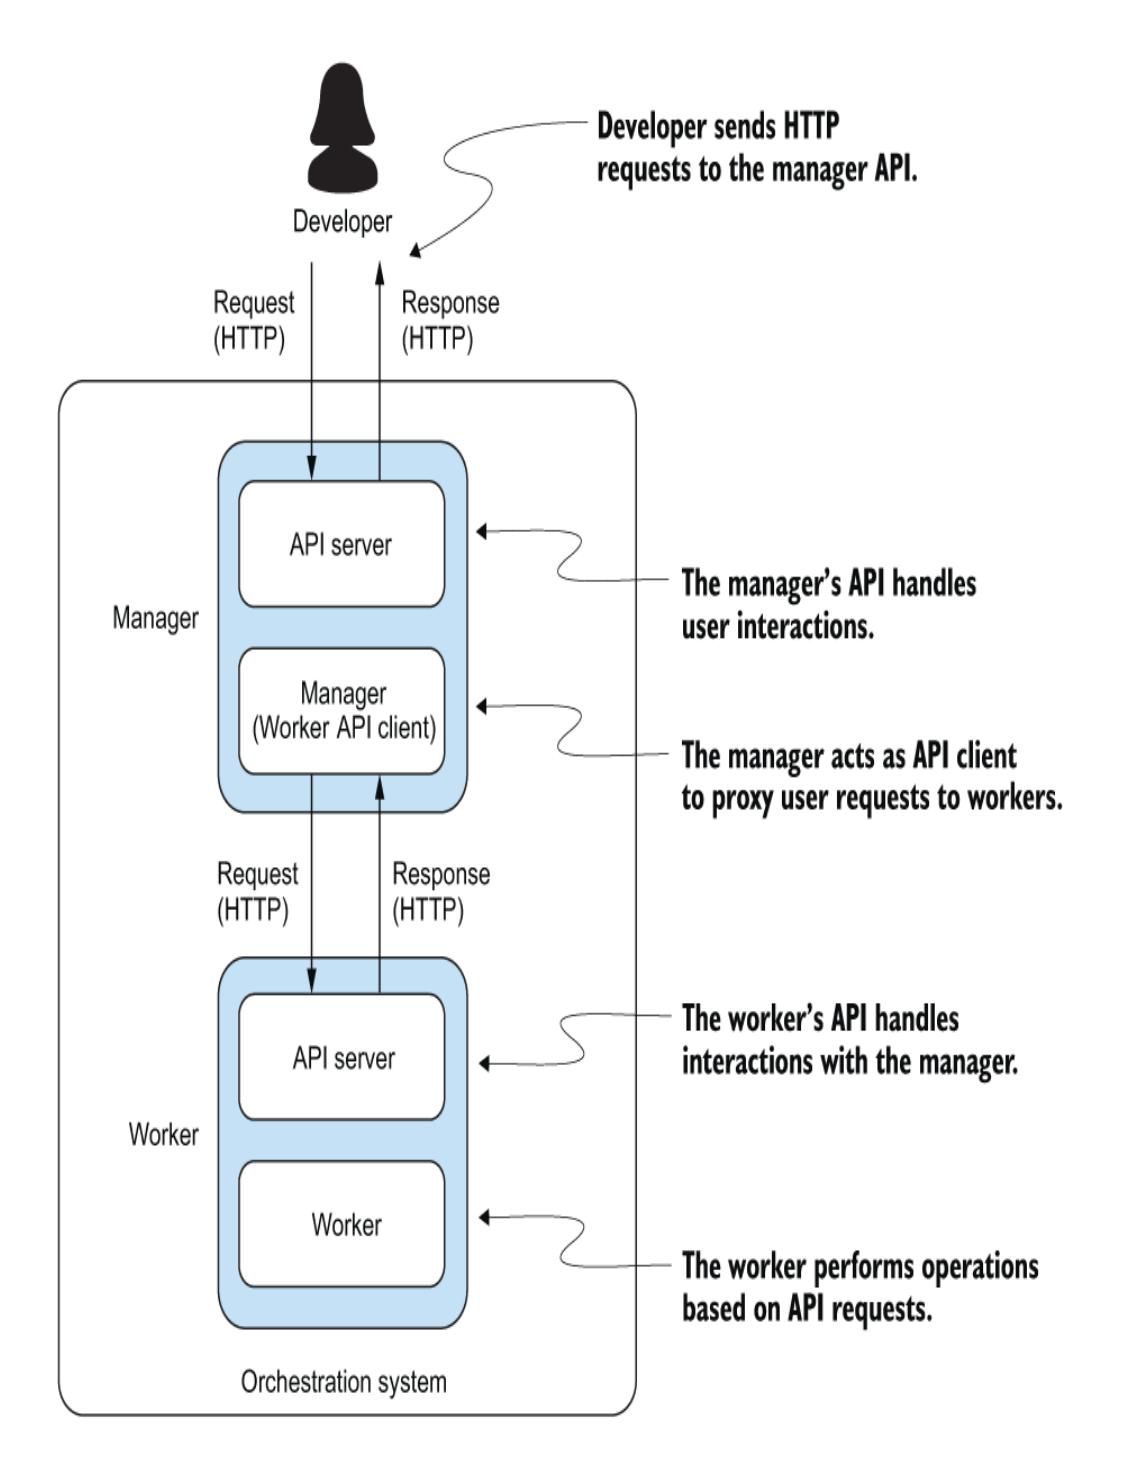 Developer sends HTTP
requests to the manager API.
Developer
Request
(HTTP)
Response
(HTTP)
API server
The manager's API handles
user interactions.
Manager
Manager
(Worker API client)
The manager acts as API client
to proxy user requests to workers.
Request
(HTTP)
Response
(HTTP)
API server
The worker's API handles
interactions with the manager.
Worker
Worker
The worker performs operations
based on API requests.
Orchestration system